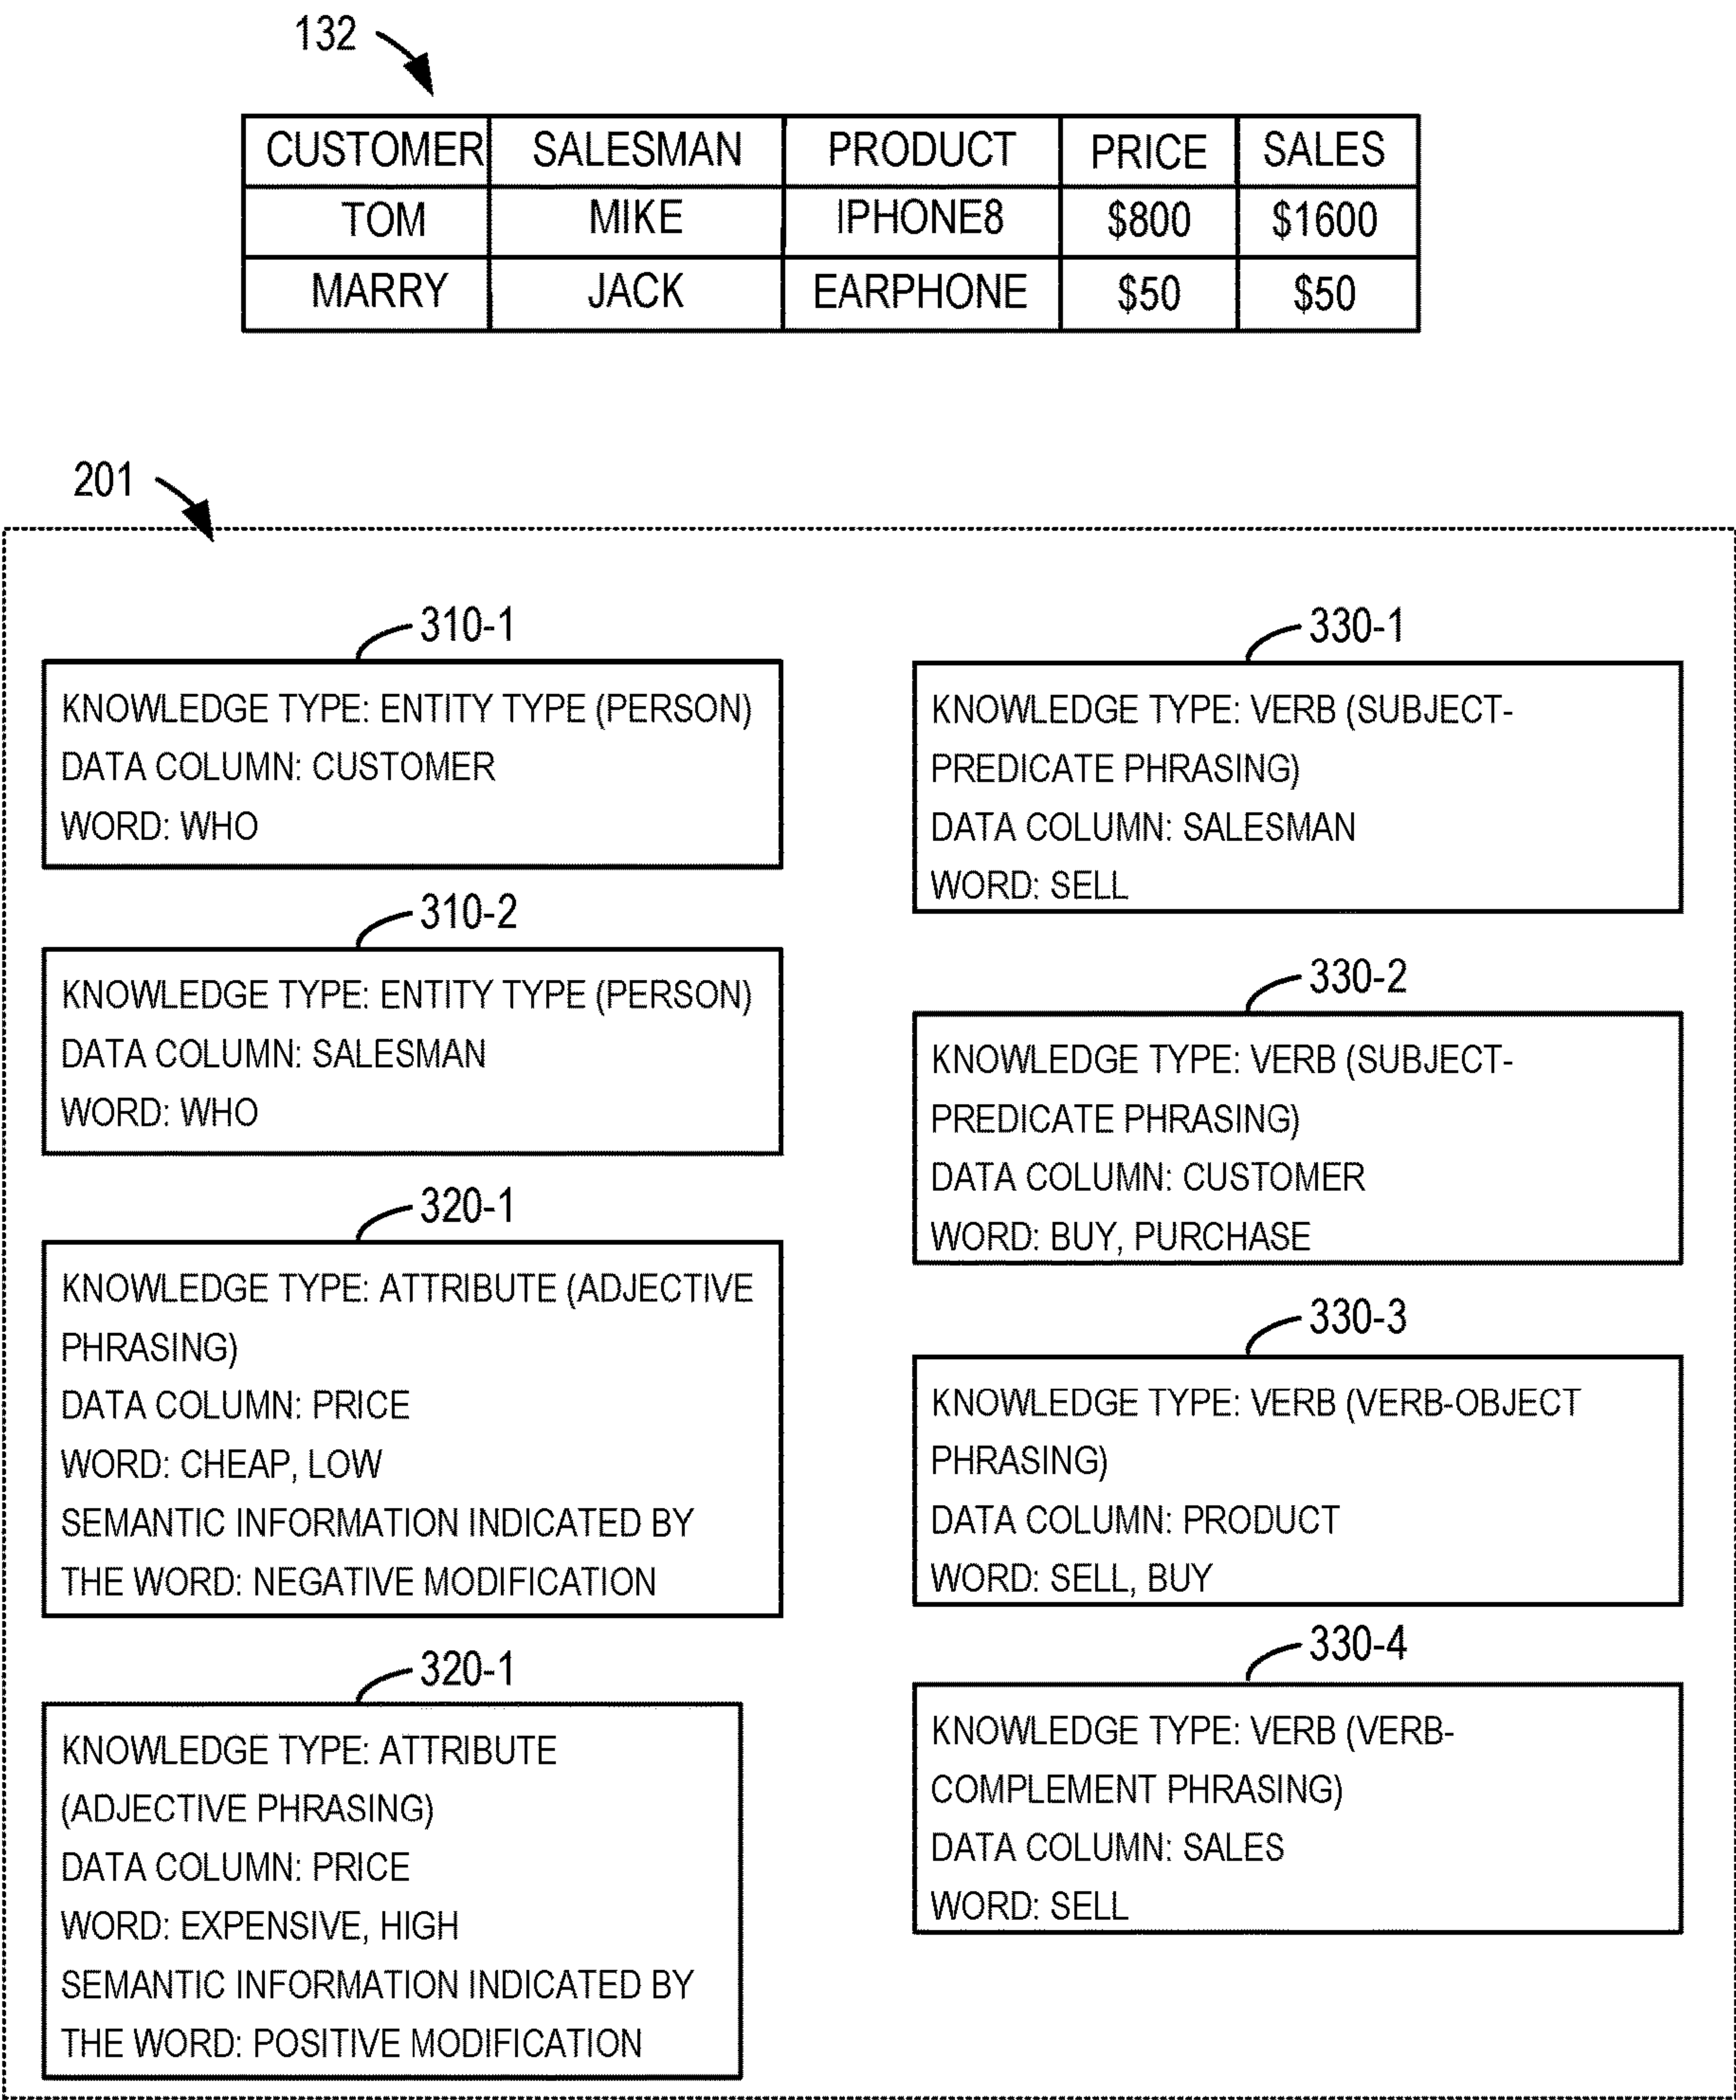 132
CUSTOMER SALESMAN PRODUCT PRICE SALES
TOM MIKE IPHONE8 $800 $1600
MARRY JACK EARPHONE $50 $50
201
310-1
KNOWLEDGE TYPE: ENTITY TYPE (PERSON)
DATA COLUMN: CUSTOMER
WORD: WHO
310-2
KNOWLEDGE TYPE: ENTITY TYPE (PERSON)
DATA COLUMN: SALESMAN
WORD: WHO
320-1
KNOWLEDGE TYPE: ATTRIBUTE (ADJECTIVE
PHRASING)
DATA COLUMN: PRICE
WORD: CHEAP, LOW
SEMANTIC INFORMATION INDICATED BY
THE WORD: NEGATIVE MODIFICATION
320-1
KNOWLEDGE TYPE: ATTRIBUTE
(ADJECTIVE PHRASING)
DATA COLUMN: PRICE
WORD: EXPENSIVE, HIGH
SEMANTIC INFORMATION INDICATED BY
THE WORD: POSITIVE MODIFICATION
330-1
KNOWLEDGE TYPE: VERB (SUBJECT-
PREDICATE PHRASING)
DATA COLUMN: SALESMAN
WORD: SELL
330-2
KNOWLEDGE TYPE: VERB (SUBJECT-
PREDICATE PHRASING)
DATA COLUMN: CUSTOMER
WORD: BUY, PURCHASE
330-3
KNOWLEDGE TYPE: VERB (VERB-OBJECT
PHRASING)
DATA COLUMN: PRODUCT
WORD: SELL, BUY
330-4
KNOWLEDGE TYPE: VERB (VERB-
COMPLEMENT PHRASING)
DATA COLUMN: SALES
WORD: SELL